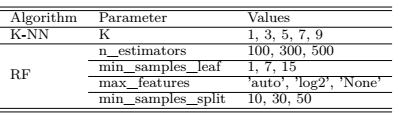 Algorithm Parameter Values
K-NN K 1, 3, 5, 7, 9
n_estimators 100, 300, 500
min_samples_leaf 1, 7, 15
RF
max_features 'auto', 'log2', 'None'
min_samples_split 10, 30, 50